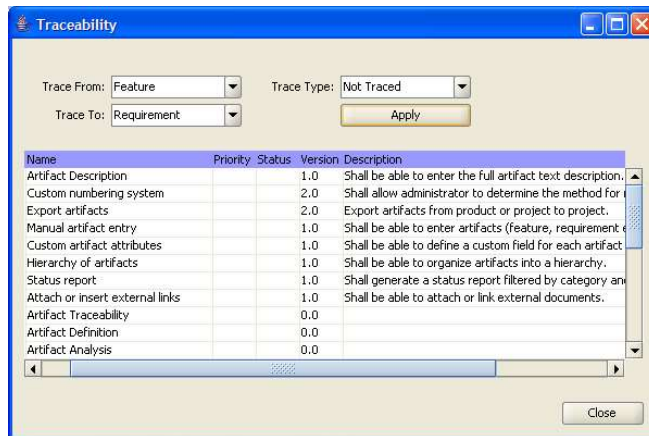 Traceability
Trace From: Feature Trace Type: Not Traced
Trace To: Requirement Apply
Name Priority Status Version Description
Artifact Description 1.0 Shall be able to enter the full artifact text description.
Custom numbering system 2.0 Shall allow administrator to determine the method for
Export artifacts 2.0 Export artifacts from product or project to project.
Manual artifact entry 1.0 Shall be able to enter artifacts (feature, requirement
Custom artifact attributes 1.0 Shall be able to define a custom field for each artifact
Hierarchy of artifacts 1.0 Shall be able to organize artifacts into a hierarchy.
Status report 1.0 Shall generate a status report filtered by category an
Attach or insert external links 1.0 Shall be able to attach or link external documents.
Artifact Traceability 0.0
Artifact Definition 0.0
Artifact Analysis 0.0
Close